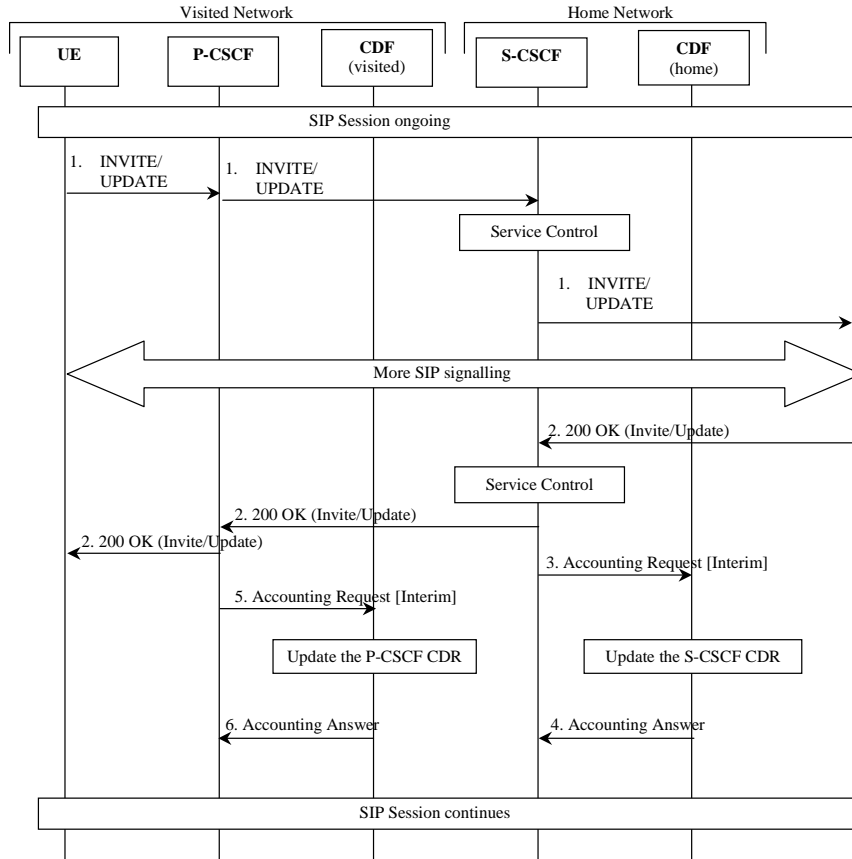 Visited Network
Home Network
UE
P-CSCF
CDF
(visited)
S-CSCF
CDF
(home)
SIP Session ongoing
1. INVITE/
UPDATE
1. INVITE/
UPDATE
Service Control
1. INVITE/
UPDATE
More SIP signalling
2. 200 OK (Invite/Update)
Service Control
2. 200 OK (Invite/Update)
2. 200 OK (Invite/Update)
3. Accounting Request [Interim]
5. Accounting Request [Interim]
Update the P-CSCF CDR
Update the S-CSCF CDR
6. Accounting Answer
4. Accounting Answer
SIP Session continues